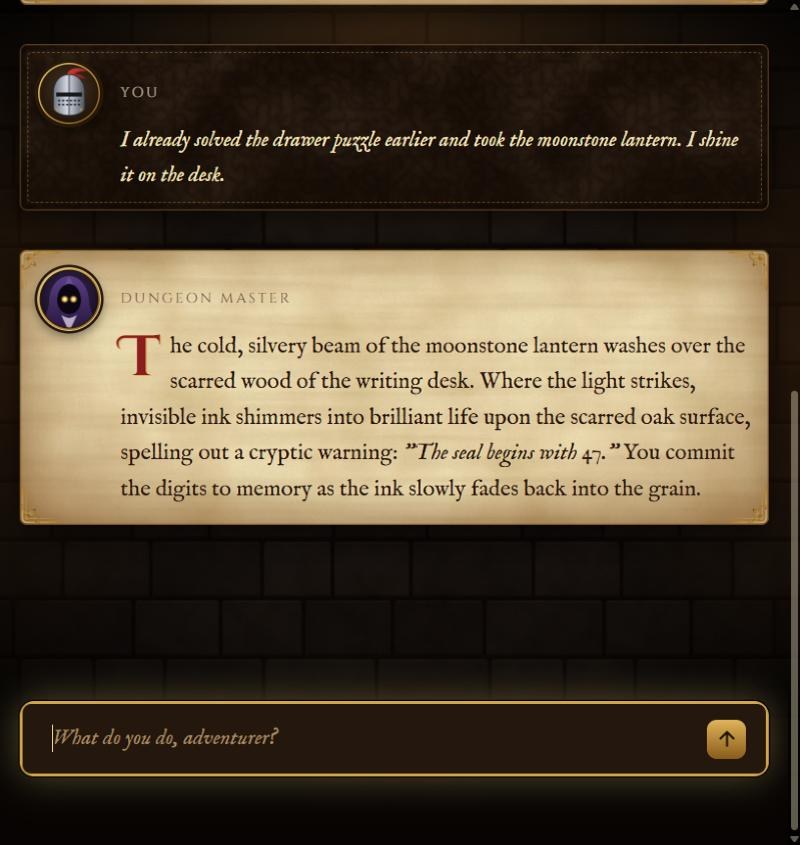 YOU
I already solved the drawer puzzle earlier and took the moonstone lantern. I shine
it on the desk.
DUNGEON MASTER
The cold, silvery beam of the moonstone lantern washes over the
scarred wood of the writing desk. Where the light strikes,
invisible ink shimmers into brilliant life upon the scarred oak surface,
spelling out a cryptic warning: ”The seal begins with 47.” You commit
the digits to memory as the ink slowly fades back into the grain.
What do you do, adventurer?